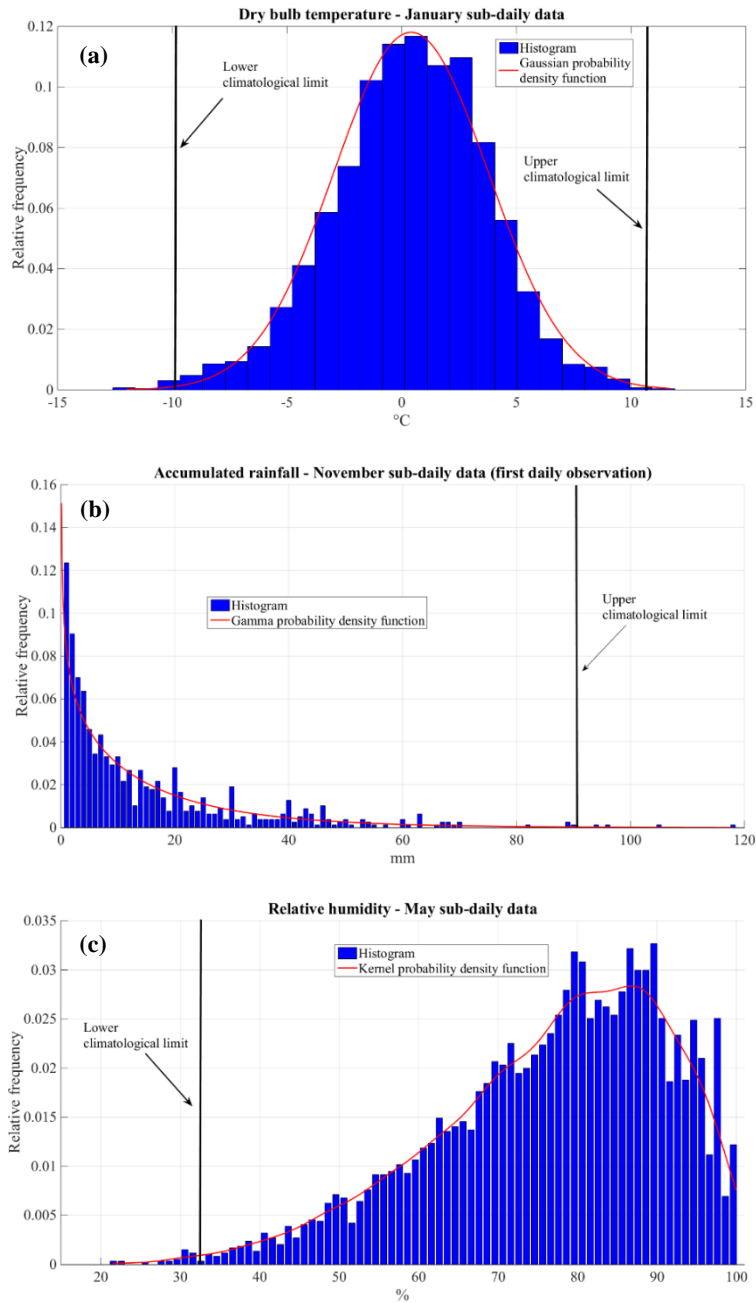 Dry bulb temperature - January sub-daily data
(a)
Lower
climatological limit
Histogram
Gaussian probability
density function
Upper
climatological limit
Relative frequency
0.12
0.1
0.08
0.06
0.04
0.02
0
-15
-10
-5
0
5
10
15
°C
Accumulated rainfall - November sub-daily data (first daily observation)
(b)
Histogram
Gamma probability density function
Upper
climatological limit
Relative frequency
0.16
0.14
0.12
0.1
0.08
0.06
0.04
0.02
0
0
20
40
60
80
100
120
mm
Relative humidity - May sub-daily data
(c)
Histogram
Kernel probability density function
Lower
climatological limit
Relative frequency
0.035
0.03
0.025
0.02
0.015
0.01
0.005
0
20
30
40
50
60
70
80
90
100
%